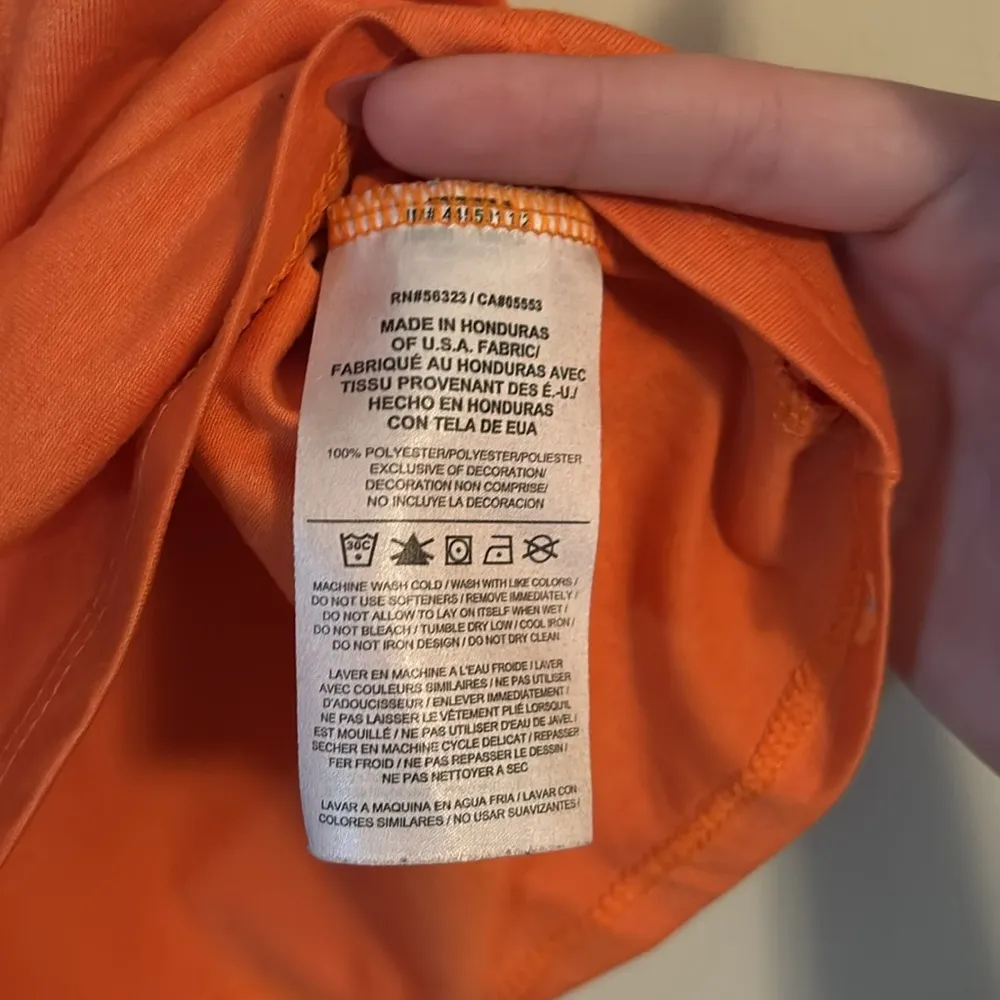 RN#56323 / CA#05553
MADE IN HONDURAS
OF U.S.A. FABRIC/
FABRIQUÉ AU HONDURAS AVEC
TISSU PROVENANT DES É.-U./
HECHO EN HONDURAS
CON TELA DE EUA
100% POLYESTER/POLYESTER/POLIESTER
EXCLUSIVE OF DECORATION/
DECORATION NON COMPRISE/
NO INCLUYE LA DECORACION
30C
MACHINE WASH COLD / WASH WITH LIKE COLORS /
DO NOT USE SOFTENERS / REMOVE IMMEDIATELY /
DO NOT ALLOW TO LAY ON ITSELF WHEN WET /
DO NOT BLEACH / TUMBLE DRY LOW / COOL IRON /
DO NOT IRON DESIGN / DO NOT DRY CLEAN
LAVER EN MACHINE A L'EAU FROIDE / LAVER
AVEC COULEURS SIMILAIRES / NE PAS UTILISER
D'ADOUCISSEUR / ENLEVER IMMEDIATEMENT /
NE PAS LAISSER LE VÊTEMENT PLIÉ LORSQU'IL
EST MOUILLÉ / NE PAS UTILISER D'EAU DE JAVEL /
SECHER EN MACHINE CYCLE DELICAT / REPASSER
FER FROID / NE PAS REPASSER LE DESSIN /
NE PAS NETTOYER A SEC
LAVAR A MAQUINA EN AGUA FRIA / LAVAR CON
COLORES SIMILARES / NO USAR SUAVIZANTES /